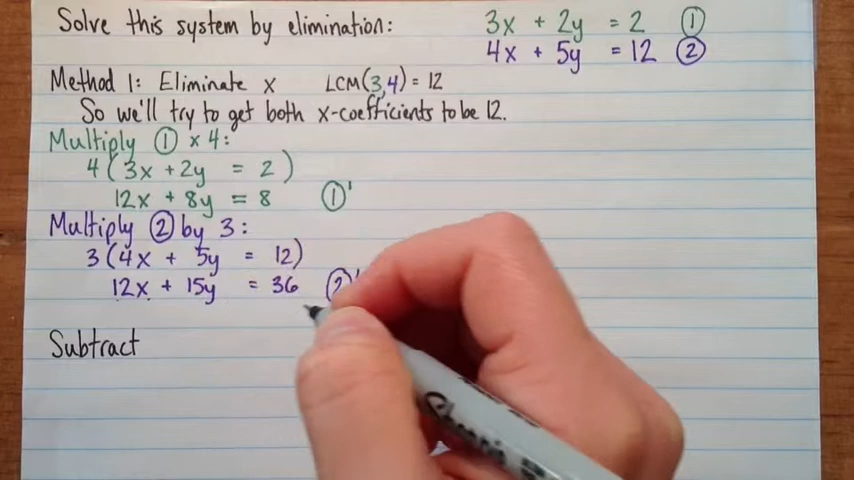 Solve this system by elimination:
3x + 2y = 2 ①
4x + 5y = 12 ②
Method 1: Eliminate x LCM(3,4) = 12
So we'll try to get both x-coefficients to be 12.
Multiply ① x 4:
4(3x + 2y = 2)
12x + 8y = 8 ①'
Multiply ② by 3:
3(4x + 5y = 12)
12x + 15y = 36 ②'
Subtract
Sharpie